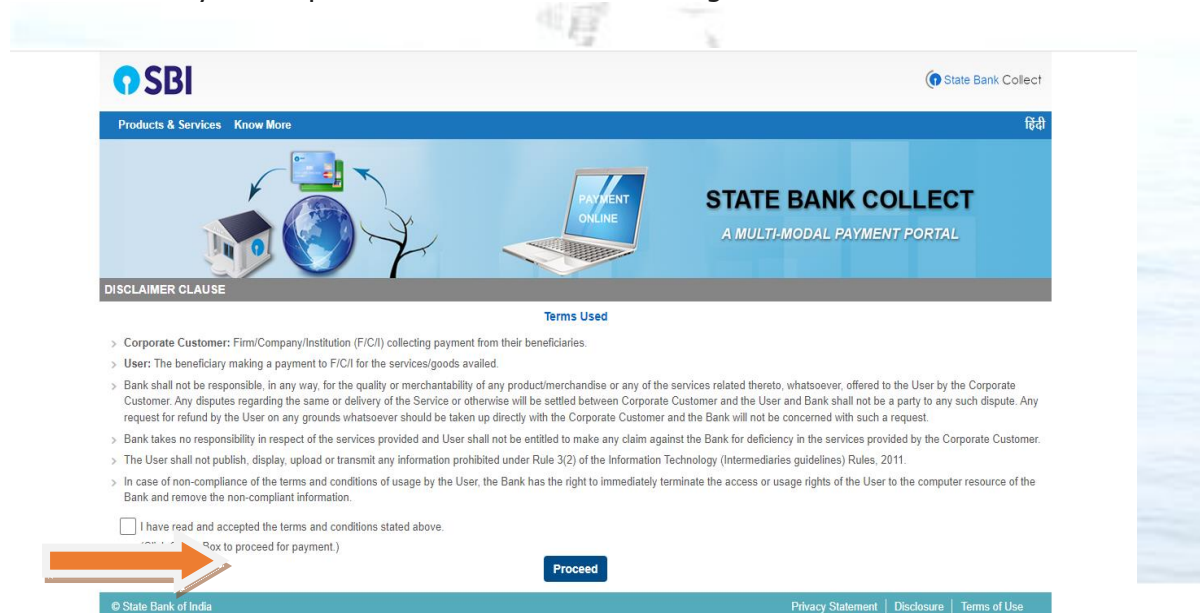 SBI
State Bank Collect
Products & Services Know More हिंदी
PAYMENT
ONLINE
STATE BANK COLLECT
A MULTI-MODAL PAYMENT PORTAL
DISCLAIMER CLAUSE
Terms Used
Corporate Customer: Firm/Company/Institution (F/C/I) collecting payment from their beneficiaries.
User: The beneficiary making a payment to F/C/I for the services/goods availed.
Bank shall not be responsible, in any way, for the quality or merchantability of any product/merchandise or any of the services related thereto, whatsoever, offered to the User by the Corporate
Customer. Any disputes regarding the same or delivery of the Service or otherwise will be settled between Corporate Customer and the User and Bank shall not be a party to any such dispute. Any
request for refund by the User on any grounds whatsoever should be taken up directly with the Corporate Customer and the Bank will not be concerned with such a request.
Bank takes no responsibility in respect of the services provided and User shall not be entitled to make any claim against the Bank for deficiency in the services provided by the Corporate Customer.
The User shall not publish, display, upload or transmit any information prohibited under Rule 3(2) of the Information Technology (Intermediaries guidelines) Rules, 2011.
In case of non-compliance of the terms and conditions of usage by the User, the Bank has the right to immediately terminate the access or usage rights of the User to the computer resource of the
Bank and remove the non-compliant information.
I have read and accepted the terms and conditions stated above.
Box to proceed for payment.)
Proceed
© State Bank of India Privacy Statement | Disclosure | Terms of Use